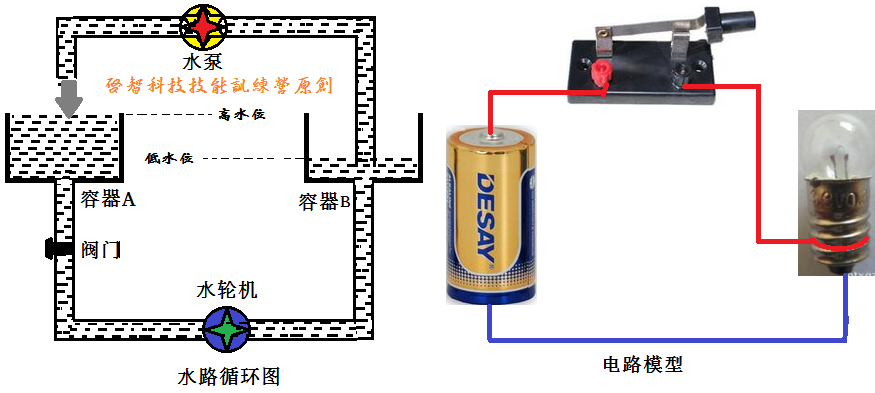 水泵
啓智科技技能訓練營原創
高水位
低水位
容器A
容器B
阀门
水轮机
水路循环图
DESAY
电路模型